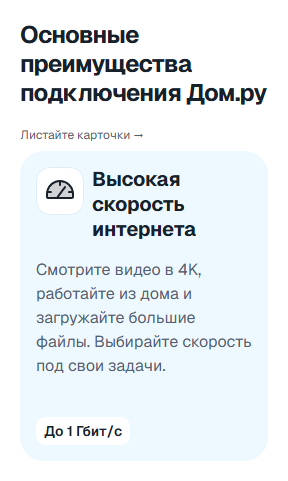 Основные
преимущества
подключения Дом.ру
Листайте карточки →
Высокая
скорость
интернета
Смотрите видео в 4K,
работайте из дома и
загружайте большие
файлы. Выбирайте скорость
под свои задачи.
До 1 Гбит/с